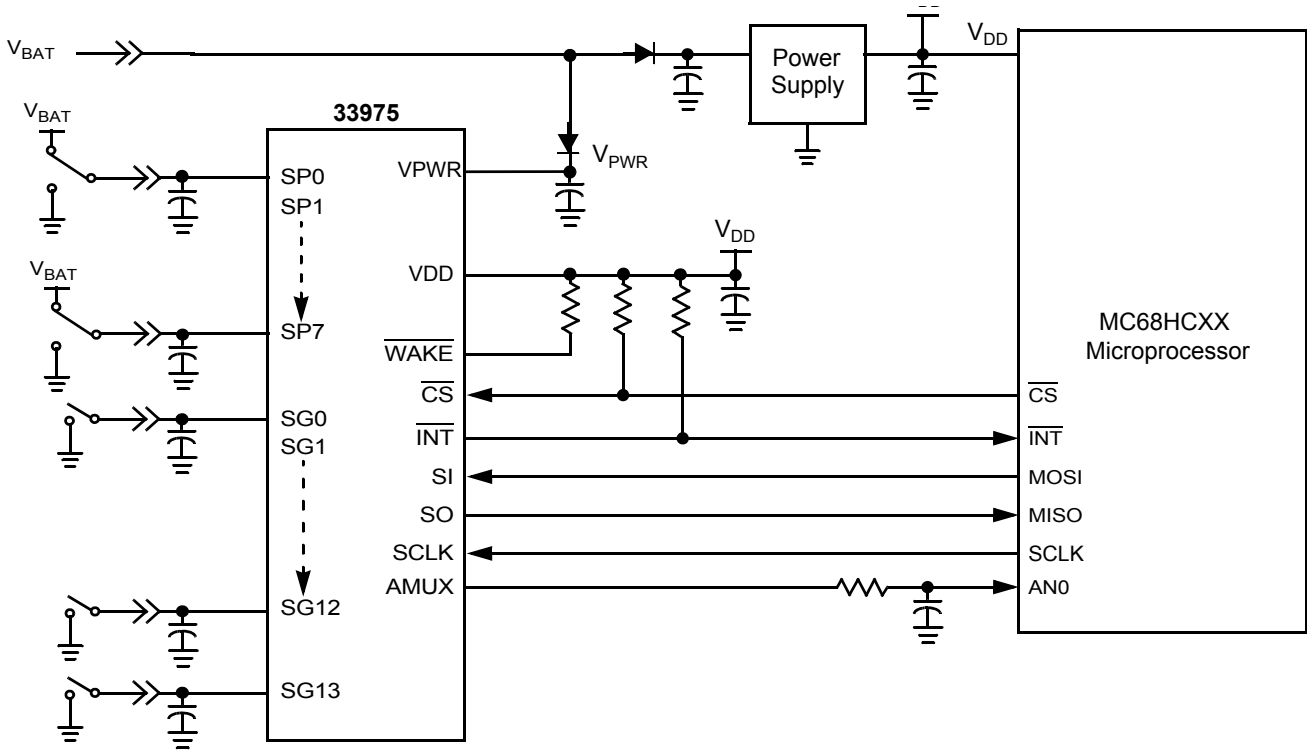 VBAT
VDD
Power
Supply
VBAT
33975
VPWR
VPWR
SP0
SP1
VDD
VBAT
VDD
SP7
WAKE
MC68HCXX
Microprocessor
CS
CS
SG0
INT
INT
SG1
SI
MOSI
SO
MISO
SCLK
SCLK
AMUX
AN0
SG12
SG13